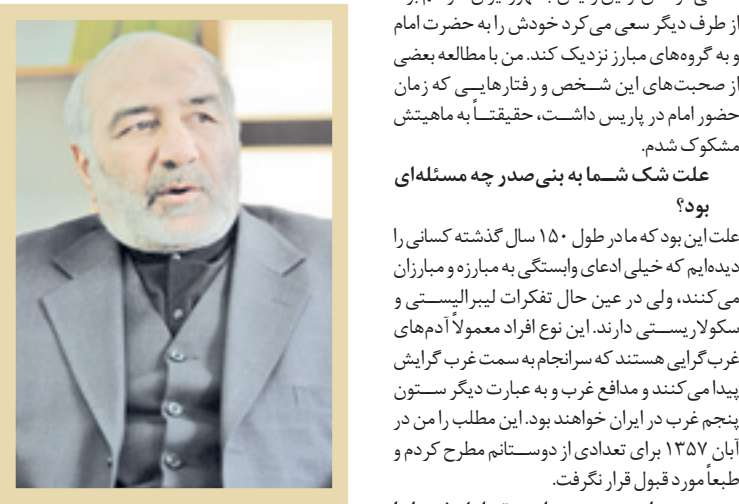 از طرف دیگر سعی می‌کرد خودش را به حضرت امام
و به گروه‌های مبارز نزدیک کند. من با مطالعه بعضی
از صحبت‌های این شخص و رفتارهایی که زمان
حضور امام در پاریس داشت، حقیقتاً به ماهیتش
مشکوک شدم.
علت شک شما به بنی‌صدر چه مسئله‌ای
بود؟
علت این بود که ما در طول ۱۵۰ سال گذشته کسانی را
دیده‌ایم که خیلی ادعای وابستگی به مبارزه و مبارزان
می‌کنند، ولی در عین حال تفکرات لیبرالیستی و
سکولاریستی دارند. این نوع افراد معمولاً آدم‌های
غرب‌گرایی هستند که سرانجام به سمت غرب گرایش
پیدا می‌کنند و مدافع غرب و به عبارت دیگر ستون
پنجم غرب در ایران خواهند بود. این مطلب را من در
آبان ۱۳۵۷ برای تعدادی از دوستانم مطرح کردم و
طبعاً مورد قبول قرار نگرفت.